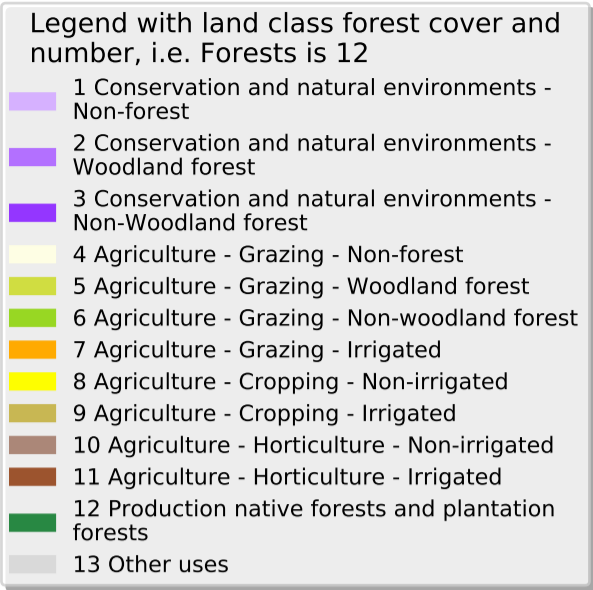 Legend with land class forest cover and
number, i.e. Forests is 12
1 Conservation and natural environments -
Non-forest
2 Conservation and natural environments -
Woodland forest
3 Conservation and natural environments -
Non-Woodland forest
4 Agriculture - Grazing - Non-forest
5 Agriculture - Grazing - Woodland forest
6 Agriculture - Grazing - Non-woodland forest
7 Agriculture - Grazing - Irrigated
8 Agriculture - Cropping - Non-irrigated
9 Agriculture - Cropping - Irrigated
10 Agriculture - Horticulture - Non-irrigated
11 Agriculture - Horticulture - Irrigated
12 Production native forests and plantation
forests
13 Other uses